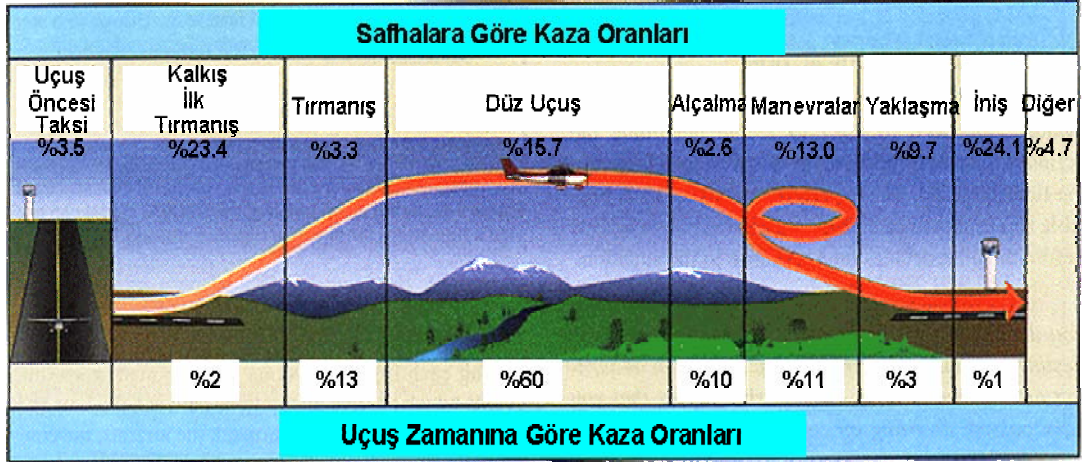 Safhalara Göre Kaza Oranları
Uçuş
Öncesi
Taksi
Kalkış
İlk
Tırmanış
Tırmanış
Düz Uçuş
Alçalma
Manevralar
Yaklaşma
İniş
Diğer
%3.5
%23.4
%3.3
%15.7
%2.6
%13.0
%9.7
%24.1
%4.7
%2
%13
%60
%10
%11
%3
%1
Uçuş Zamanına Göre Kaza Oranları